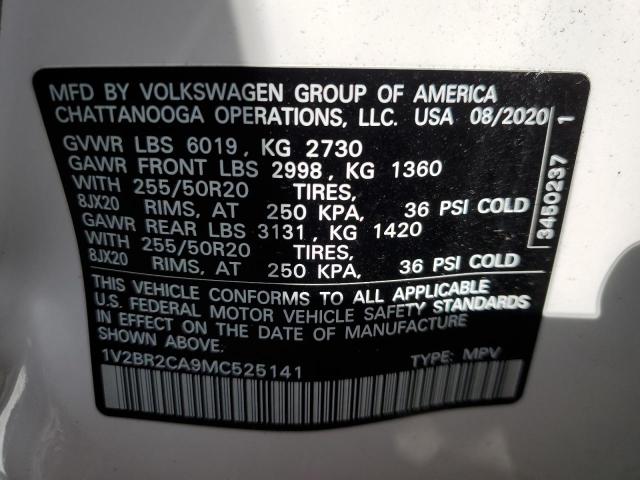 MFD BY VOLKSWAGEN GROUP OF AMERICA
CHATTANOOGA OPERATIONS, LLC. USA 08/2020
GVWR LBS 6019, KG 2730
GAWR FRONT LBS 2998, KG 1360
WITH 255/50R20 TIRES,
8JX20 RIMS, AT 250 KPA, 36 PSI COLD
GAWR REAR LBS 3131, KG 1420
WITH 255/50R20 TIRES,
8JX20 RIMS, AT 250 KPA, 36 PSI COLD
THIS VEHICLE CONFORMS TO ALL APPLICABLE
U.S. FEDERAL MOTOR VEHICLE SAFETY STANDARDS
IN EFFECT ON THE DATE OF MANUFACTURE
SHOWN ABOVE.
1V2BR2CA9MC525141 TYPE: MPV
3450237 1